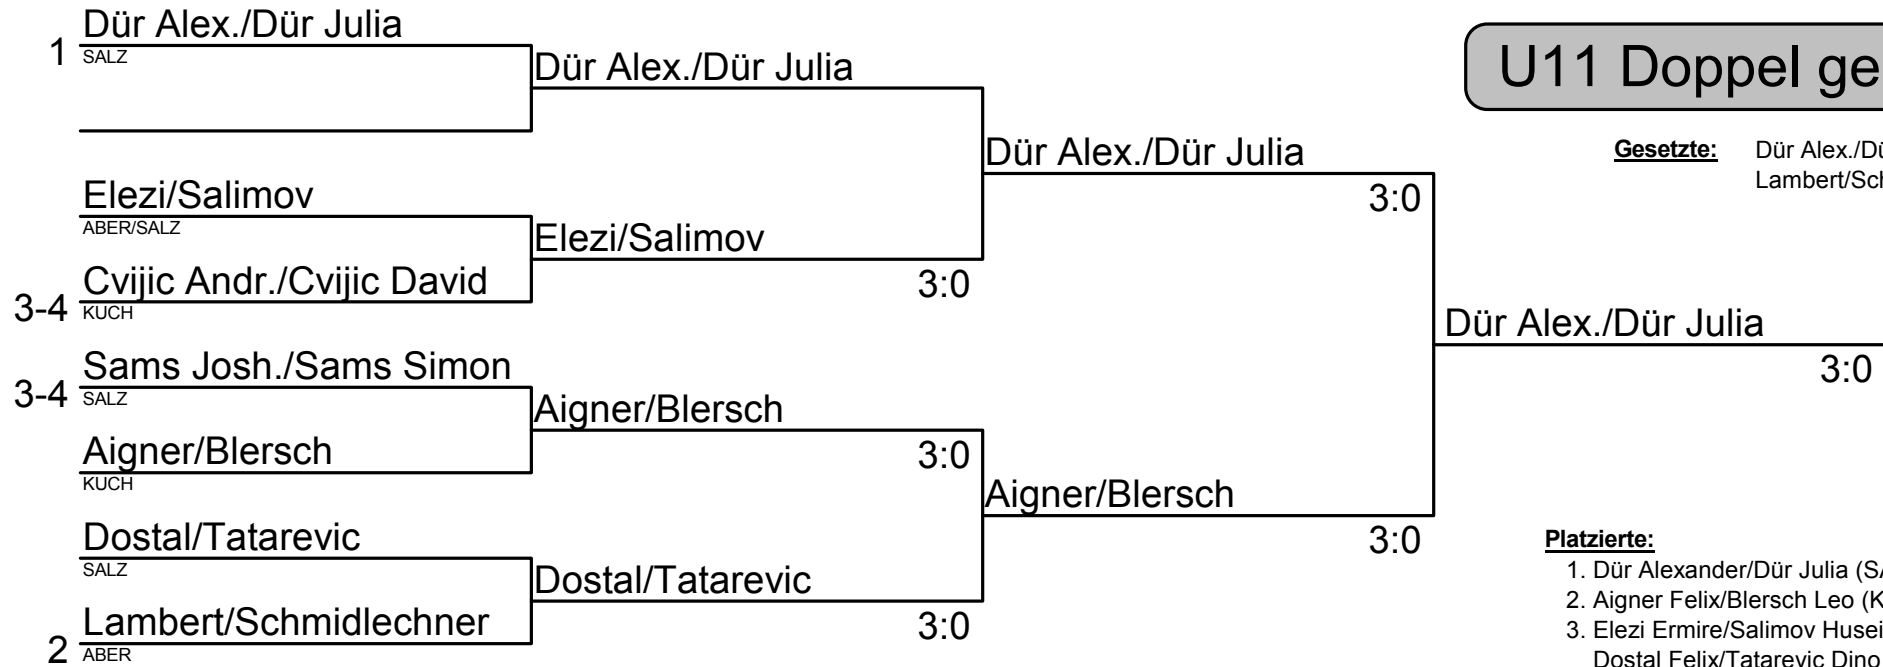 Dür Alex./Dür Julia
1 SALZ
Dür Alex./Dür Julia
U11 Doppel ge
Dür Alex./Dür Julia
3:0
Gesetzte: Dür Alex./Dü
Lambert/Sch
Elezi/Salimov
ABER/SALZ
Elezi/Salimov
3:0
Cvijic Andr./Cvijic David
3-4 KUCH
Dür Alex./Dür Julia
3:0
Sams Josh./Sams Simon
3-4 SALZ
Aigner/Blersch
3:0
Aigner/Blersch
KUCH
Aigner/Blersch
3:0
Dostal/Tatarevic
SALZ
Dostal/Tatarevic
3:0
Lambert/Schmidlechner
2 ABER
Platzierte:
1. Dür Alexander/Dür Julia (SA
2. Aigner Felix/Blersch Leo (K
3. Elezi Ermire/Salimov Husei
Dostal Felix/Tatarevic Dino